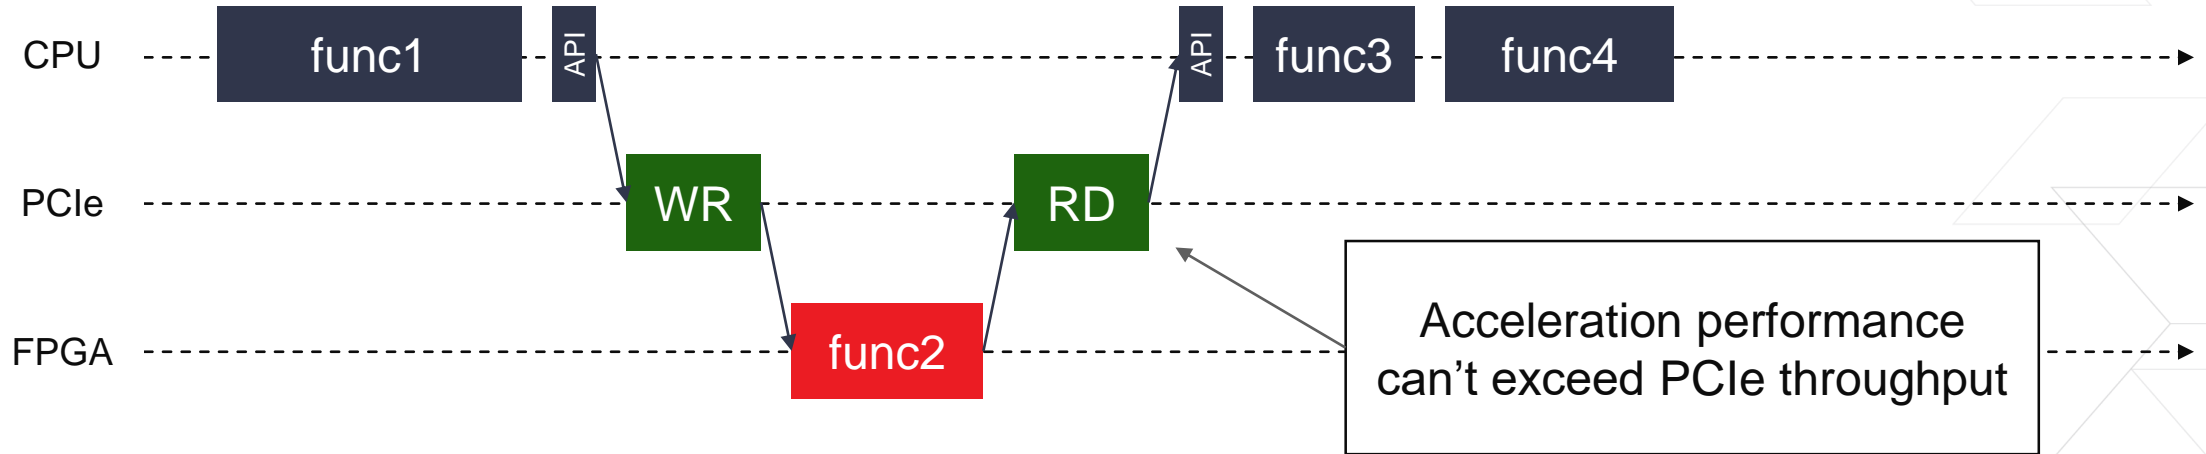 CPU
func1
API
API
func3
func4
PCIe
WR
RD
FPGA
func2
Acceleration performance
can’t exceed PCIe throughput